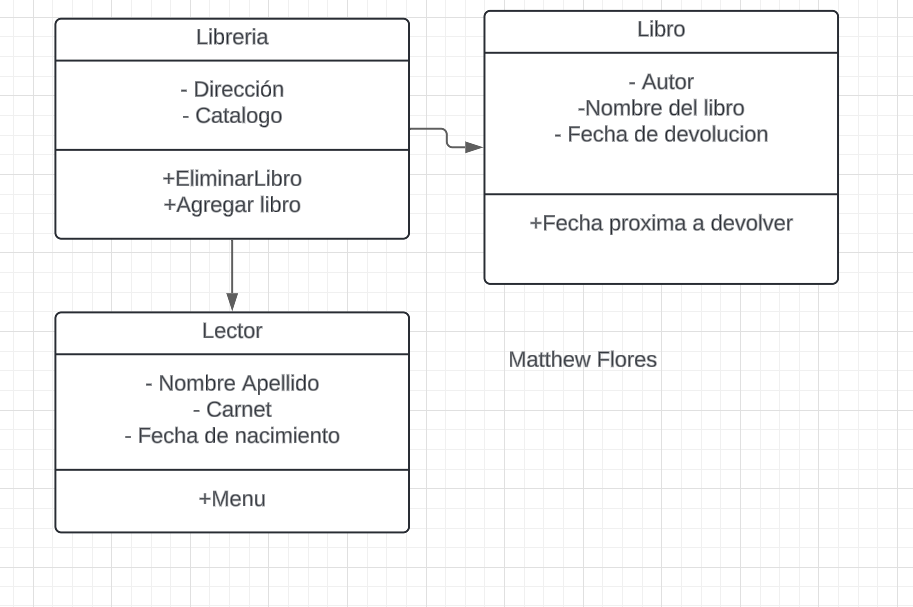 Libreria
- Dirección
- Catalogo
+EliminarLibro
+Agregar libro
Libro
- Autor
-Nombre del libro
- Fecha de devolucion
+Fecha proxima a devolver
Lector
- Nombre Apellido
- Carnet
- Fecha de nacimiento
+Menu
Matthew Flores